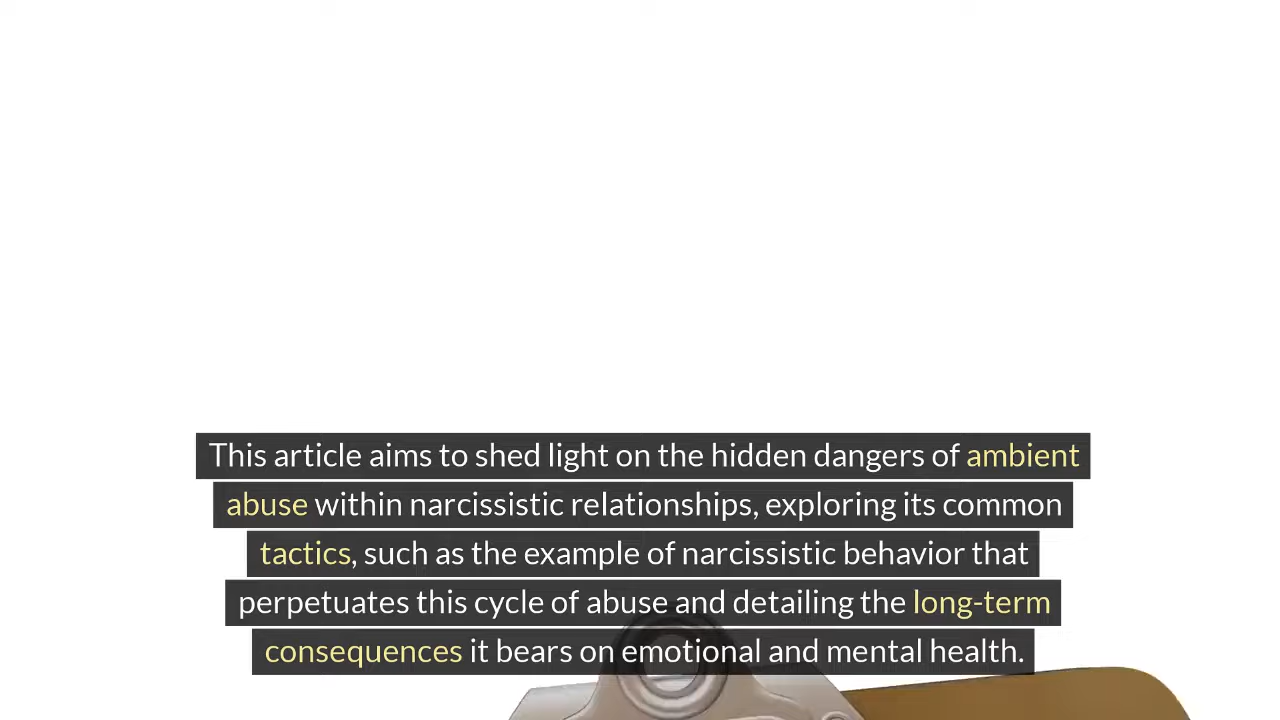 This article aims to shed light on the hidden dangers of ambient
abuse within narcissistic relationships, exploring its common
tactics, such as the example of narcissistic behavior that
perpetuates this cycle of abuse and detailing the long-term
consequences it bears on emotional and mental health.